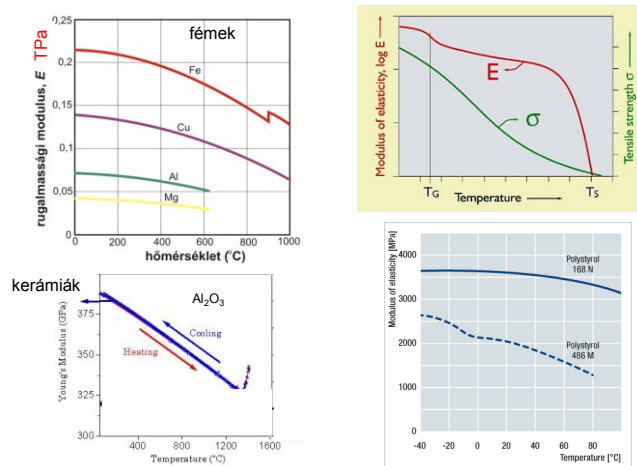 fémek
TPa
rugalmassági modulus, E
0,25
0,2
0,15
0,1
0,05
0
Fe
Cu
Al
Mg
0 200 400 600 800 1000
hőmérséklet (°C)
Modulus of elasticity, log E
E
σ
Tensile strength σ
TG Temperature TS
kerámiák
Al2O3
Young's Modulus (GPa)
375
350
325
300
Cooling
Heating
400 800 1200 1600
Temperature (°C)
Modulus of elasticity [MPa]
4000
3000
2000
1000
0
Polystyrol
168 N
Polystyrol
486 M
-40 -20 0 20 40 60 80
Temperature [°C]